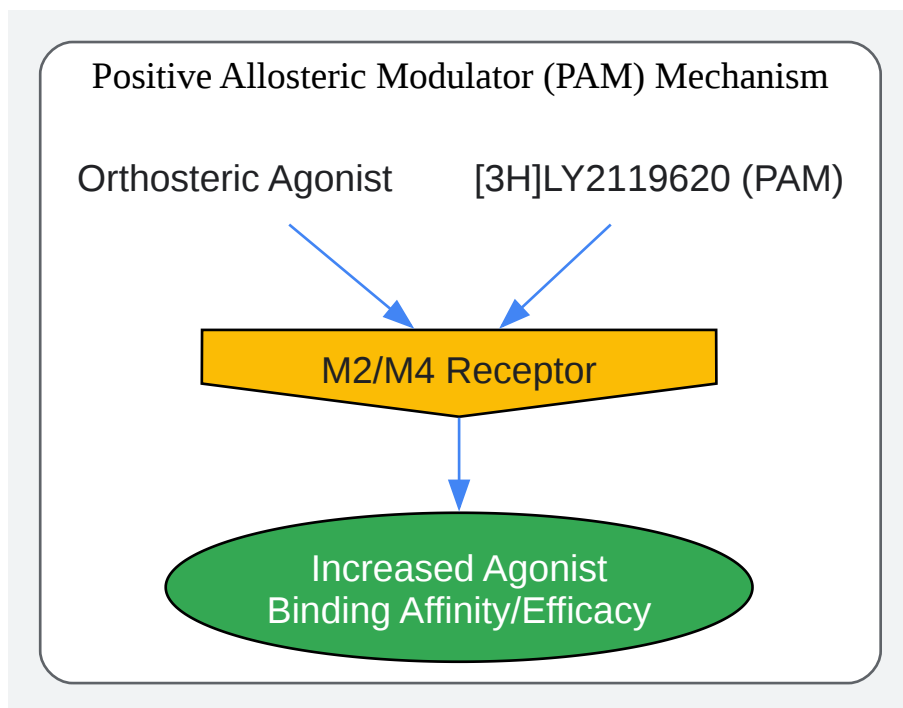 Positive Allosteric Modulator (PAM) Mechanism
Orthosteric Agonist
[3H]LY2119620 (PAM)
M2/M4 Receptor
Increased Agonist
Binding Affinity/Efficacy